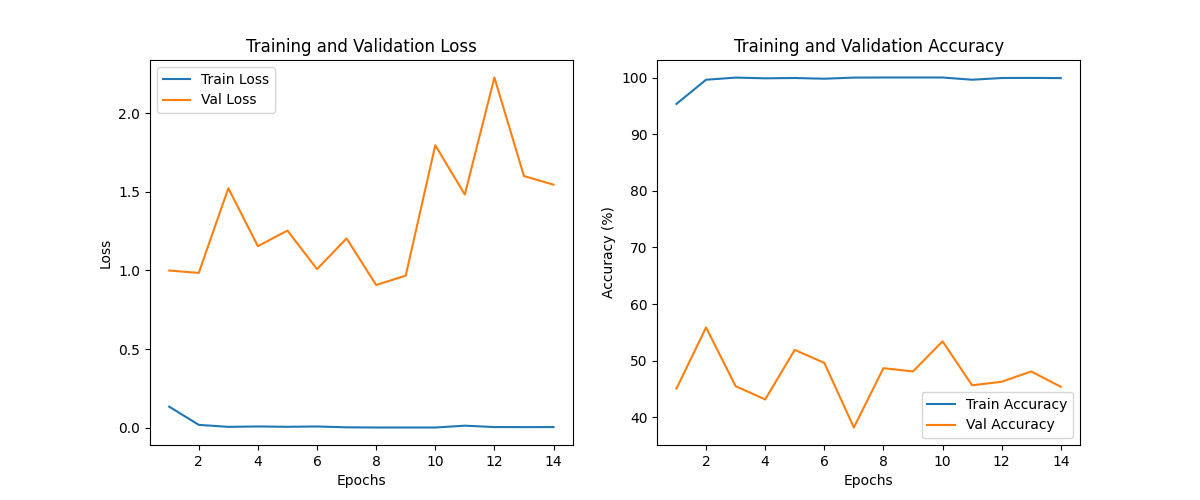 Training and Validation Loss
Train Loss
Val Loss
2.0
1.5
1.0
0.5
0.0
Loss
2 4 6 8 10 12 14
Epochs
Training and Validation Accuracy
100
90
80
70
60
50
40
Accuracy (%)
Train Accuracy
Val Accuracy
2 4 6 8 10 12 14
Epochs